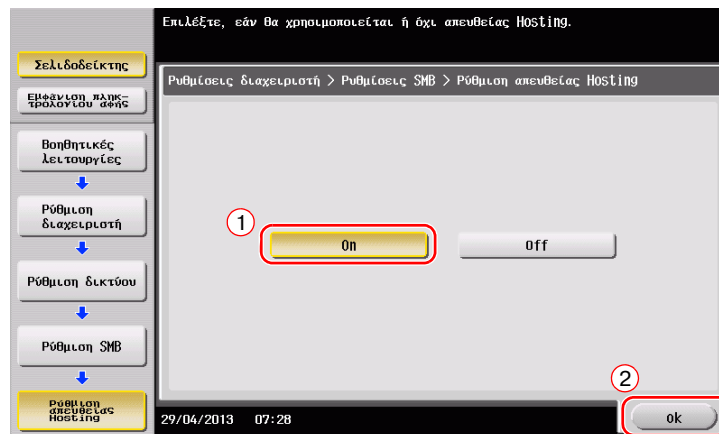 Επιλέξτε, εάν θα χρησιμοποιείται ή όχι απευθείας Hosting.
Σελιδοδείκτης
Εμφάνιση πληκ-
τρολογίου αφής
Βοηθητικές
λειτουργίες
Ρύθμιση
διαχειριστή
Ρύθμιση δικτύου
Ρύθμιση SMB
Ρύθμιση
απευθείας
Hosting
Ρυθμίσεις διαχειριστή > Ρυθμίσεις SMB > Ρύθμιση απευθείας Hosting
1
On
Off
2
29/04/2013 07:28
ok